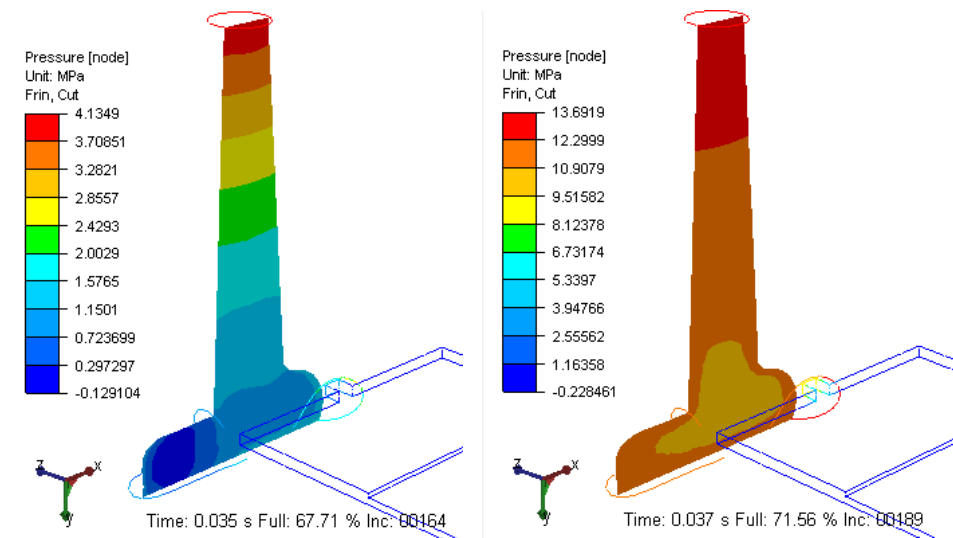 Pressure [node]
Unit: MPa
Frin, Cut
4.1349
3.70851
3.2821
2.8557
2.4293
2.0029
1.5765
1.1501
0.723699
0.297297
-0.129104
z
x
y
Time: 0.035 s Full: 67.71 % Inc: 00164
Pressure [node]
Unit: MPa
Frin, Cut
13.6919
12.2999
10.9079
9.51582
8.12378
6.73174
5.3397
3.94766
2.55562
1.16358
-0.228461
z
x
y
Time: 0.037 s Full: 71.56 % Inc: 00189